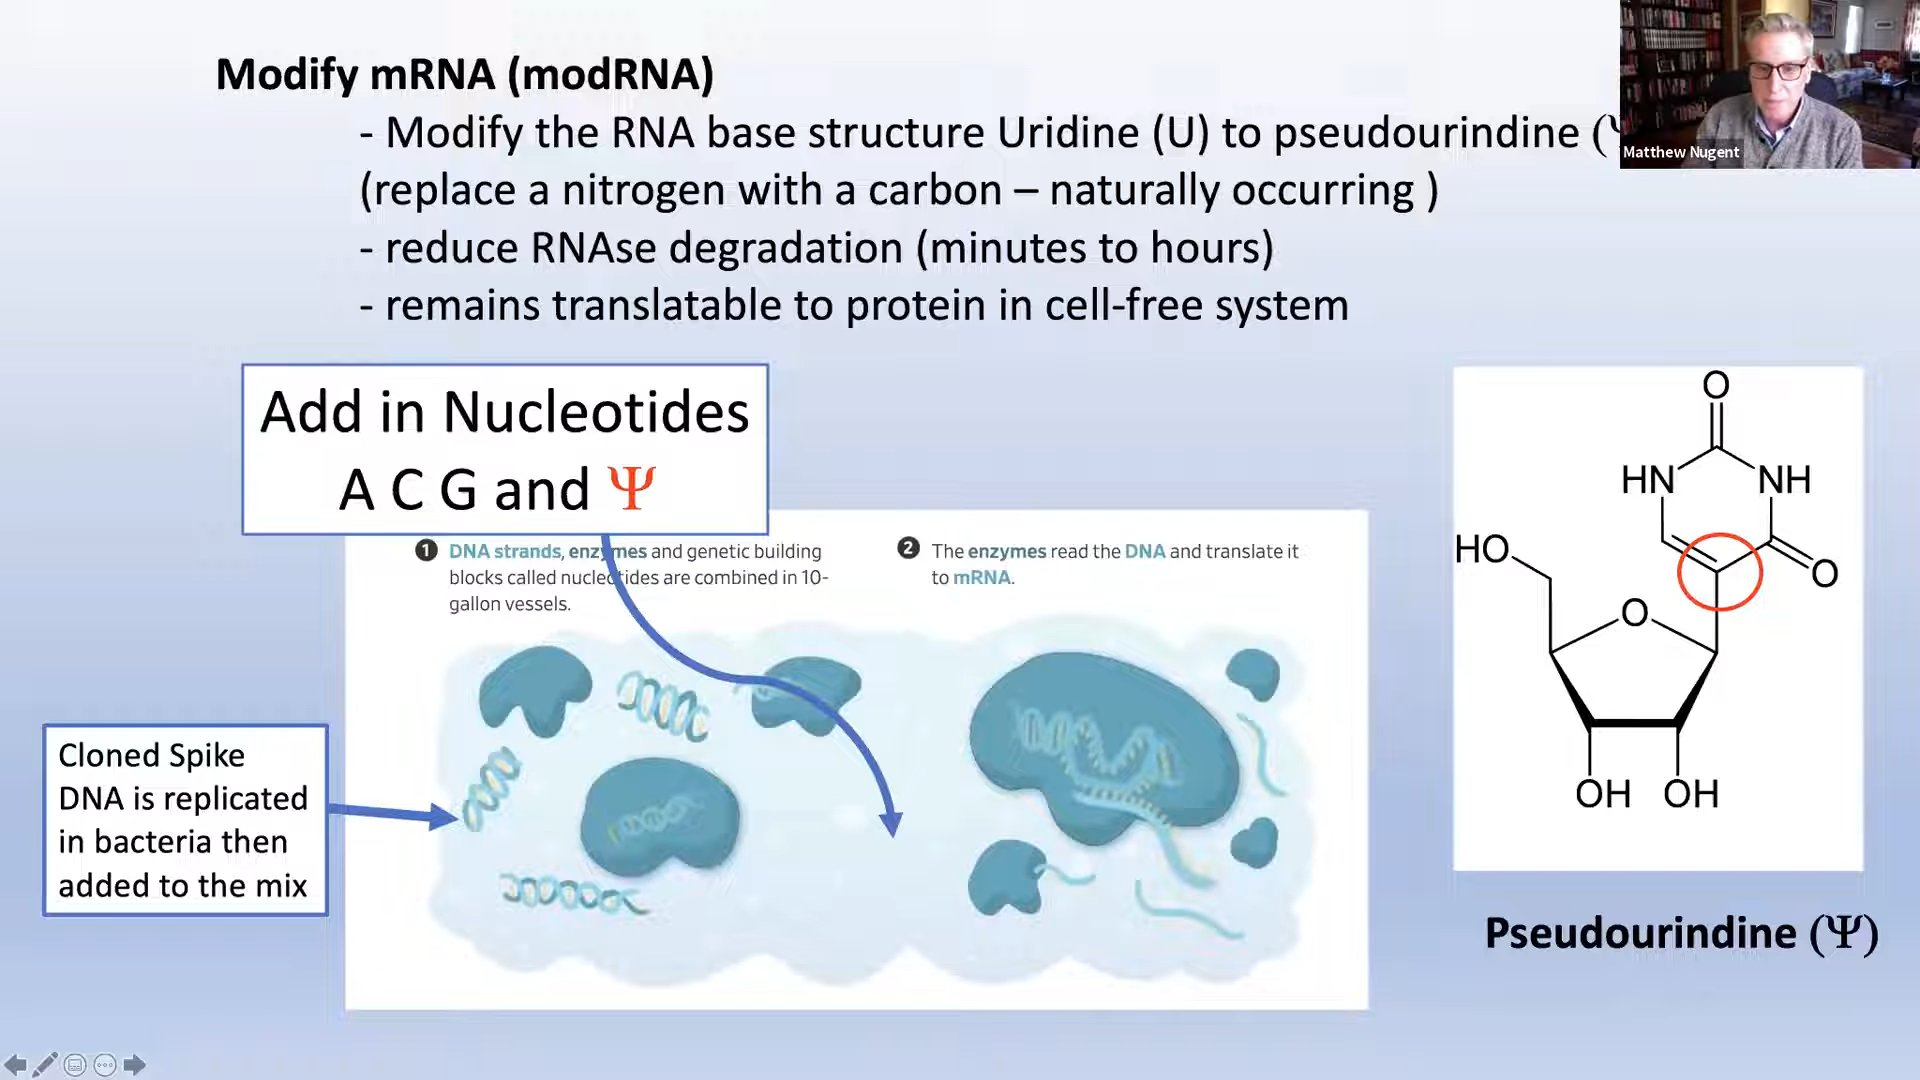 Modify mRNA (modRNA)
- Modify the RNA base structure Uridine (U) to pseudourindine (Ψ
(replace a nitrogen with a carbon – naturally occurring )
- reduce RNAse degradation (minutes to hours)
- remains translatable to protein in cell-free system
Matthew Nugent
Add in Nucleotides
A C G and Ψ
1 DNA strands, enzymes and genetic building
blocks called nucleotides are combined in 10-
gallon vessels.
2 The enzymes read the DNA and translate it
to mRNA.
Cloned Spike
DNA is replicated
in bacteria then
added to the mix
O
HN NH
HO
O
O
OH OH
Pseudourindine (Ψ)